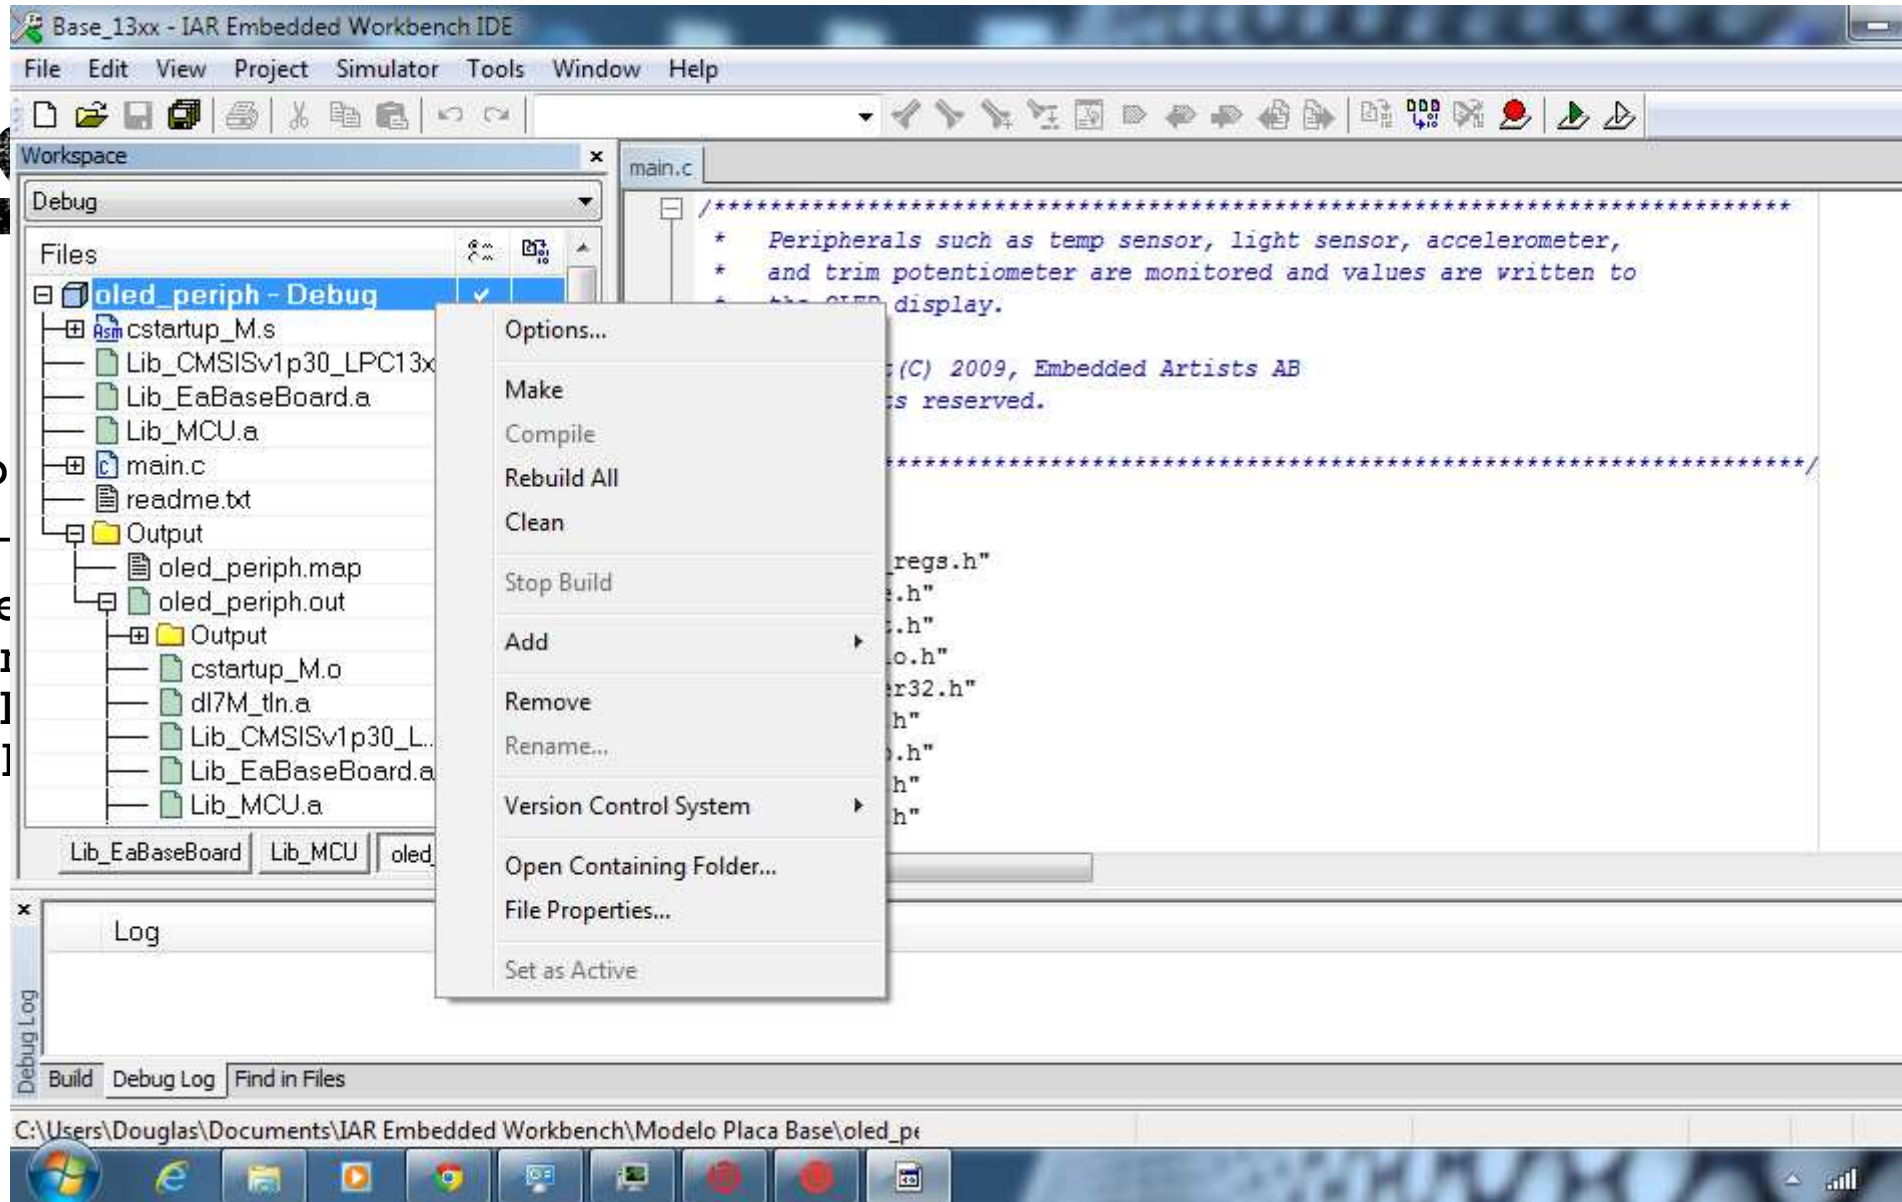 Base_13xx - IAR Embedded Workbench IDE
File Edit View Project Simulator Tools Window Help
Workspace
main.c
Debug
Files
oled_periph - Debug
cstartup_M.s
Lib_CMSISv1p30_LPC13x
Lib_EaBaseBoard.a
Lib_MCU.a
main.c
readme.txt
Output
oled_periph.map
oled_periph.out
Output
cstartup_M.o
dl7M_tln.a
Lib_CMSISv1p30_L...
Lib_EaBaseBoard.a
Lib_MCU.a
Lib_EaBaseBoard Lib_MCU oled_
Options...
Make
Compile
Rebuild All
Clean
Stop Build
Add
Remove
Rename...
Version Control System
Open Containing Folder...
File Properties...
Set as Active
/*****************************************************************************
* Peripherals such as temp sensor, light sensor, accelerometer,
* and trim potentiometer are monitored and values are written to
* the OLED display.
(C) 2009, Embedded Artists AB
s reserved.
******************************************************************/
_regs.h"
.h"
.h"
o.h"
er32.h"
h"
.h"
h"
h"
Log
Debug Log
Build Debug Log Find in Files
C:\Users\Douglas\Documents\IAR Embedded Workbench\Modelo Placa Base\oled_pe